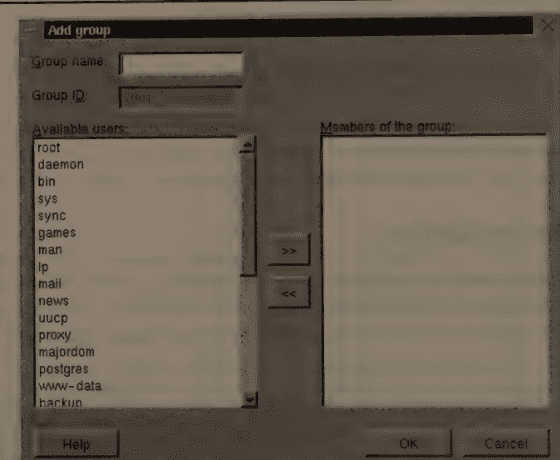 Add group
Group name:
Group ID:
Available users:
Members of the group:
root
daemon
bin
sys
sync
games
man
lp
mail
news
uucp
proxy
majordom
postgres
www-data
backup
>>
<<
Help
OK
Cancel